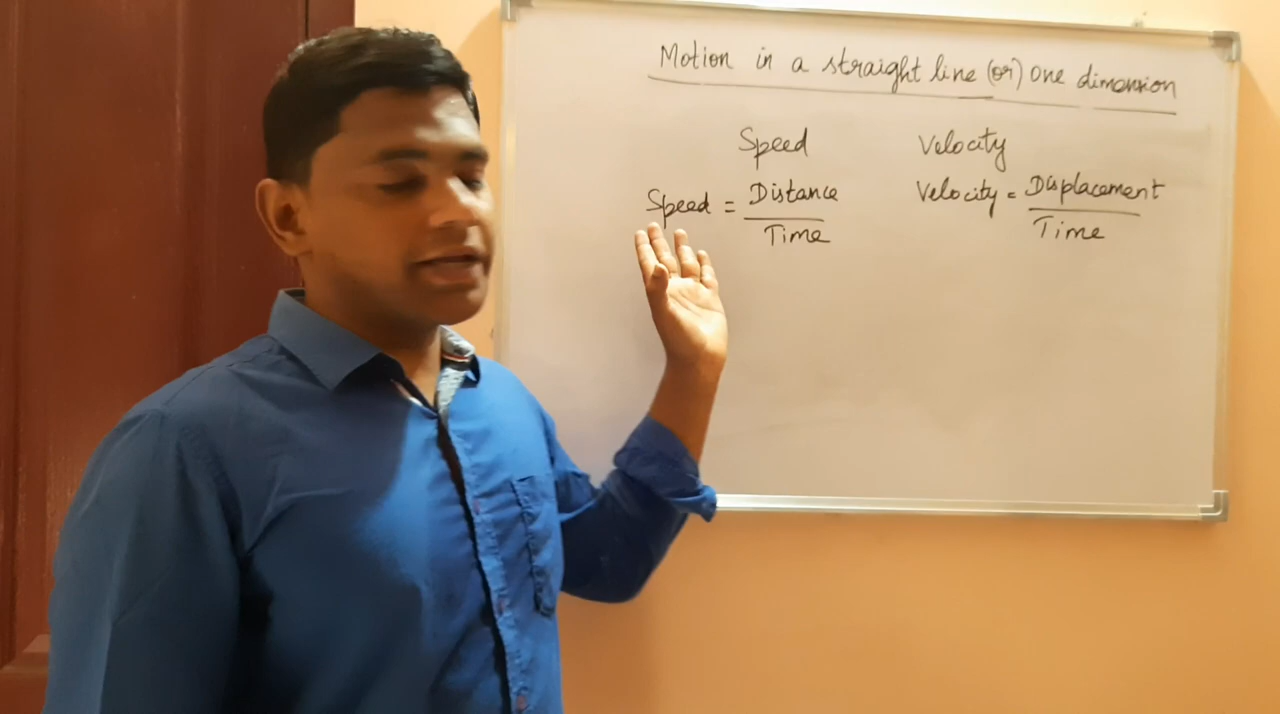 Motion in a straight line (or) One dimension
Speed Velocity
Speed = Distance / Time Velocity = Displacement / Time